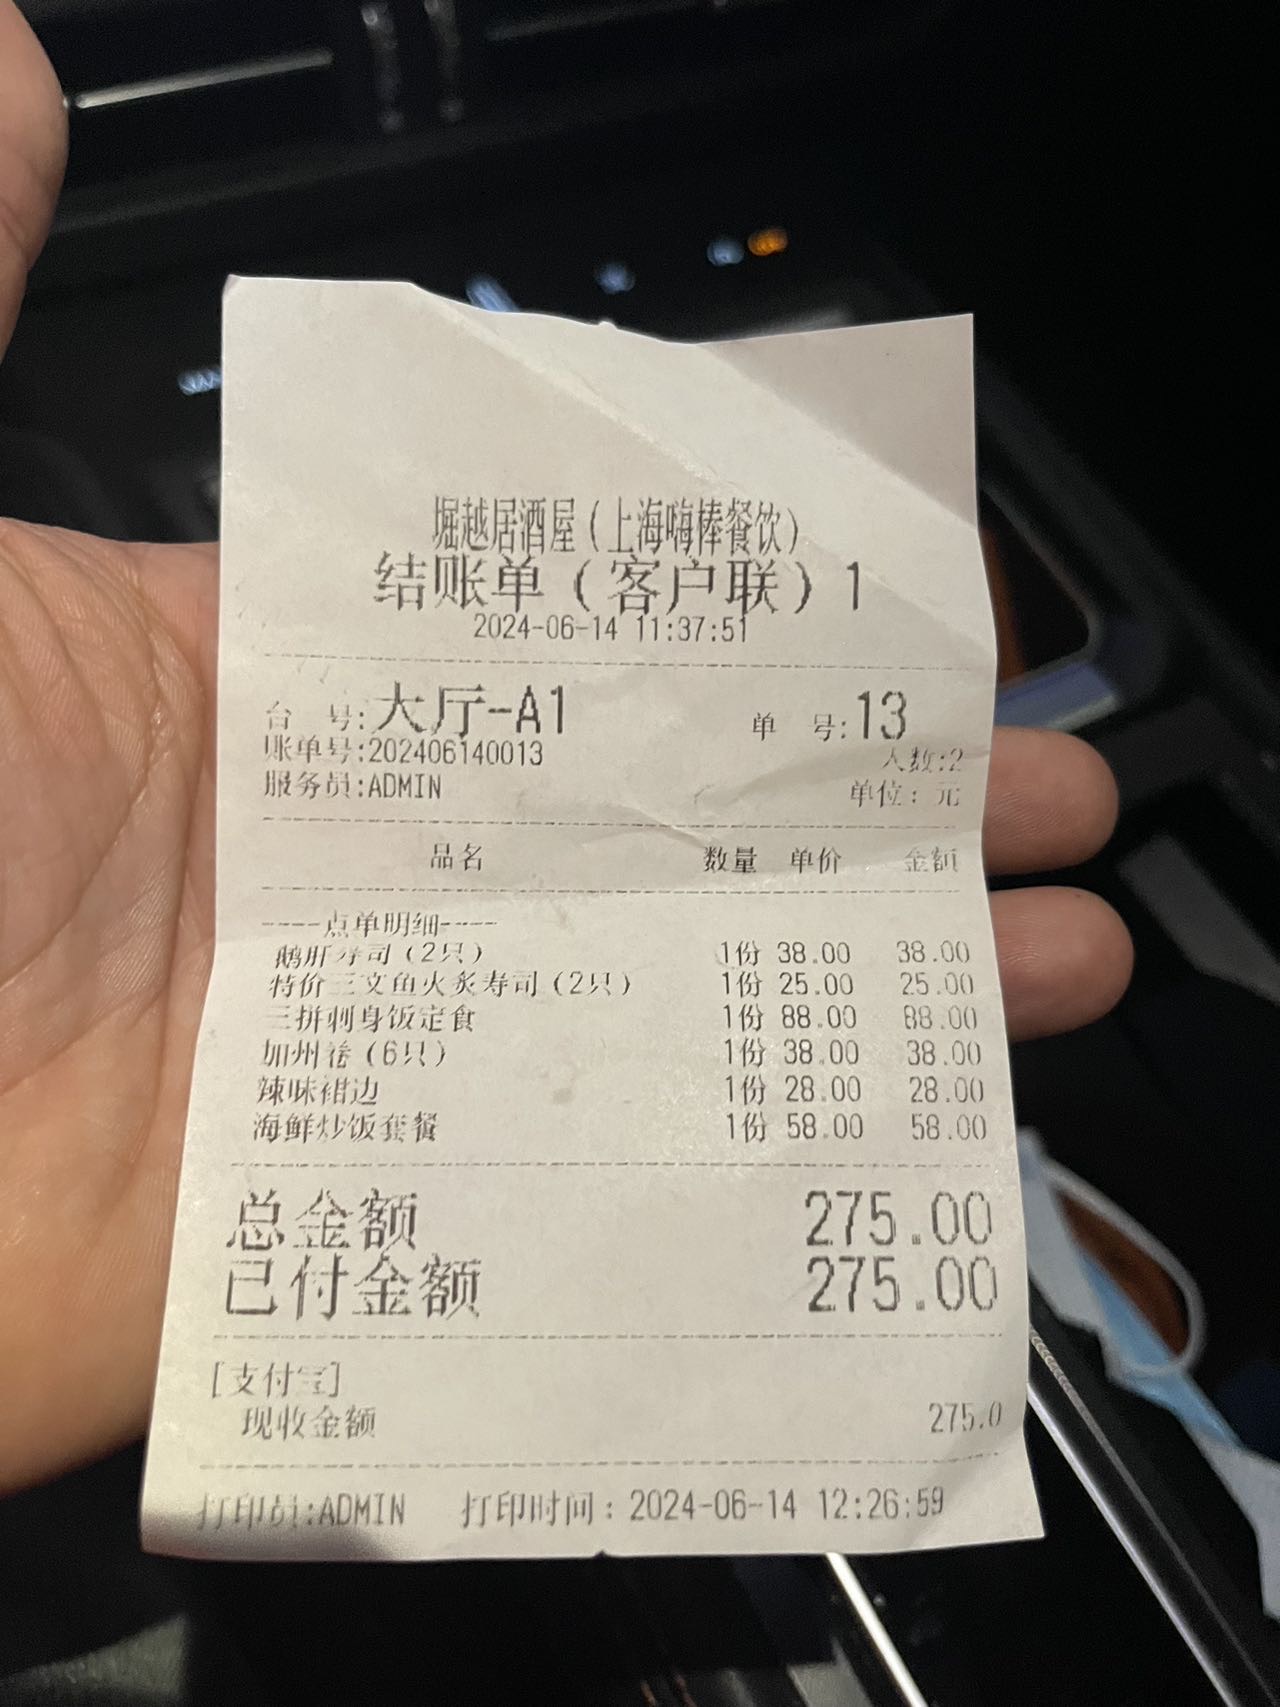 堀越居酒屋(上海嗨棒餐饮)
结账单(客户联)1
2024-06-14 11:37:51
台 号:大厅-A1 单 号:13
账单号:202406140013 人数:2
服务员:ADMIN 单位: 元
品名 数量 单价 金额
----点单明细----
鹅肝寿司(2只) 1份 38.00 38.00
特价三文鱼火炙寿司(2只) 1份 25.00 25.00
三拼刺身饭定食 1份 88.00 88.00
加州卷(6只) 1份 38.00 38.00
辣味裙边 1份 28.00 28.00
海鲜炒饭套餐 1份 58.00 58.00
总金额 275.00
已付金额 275.00
[支付宝]
现收金额 275.0
打印员:ADMIN 打印时间: 2024-06-14 12:26:59